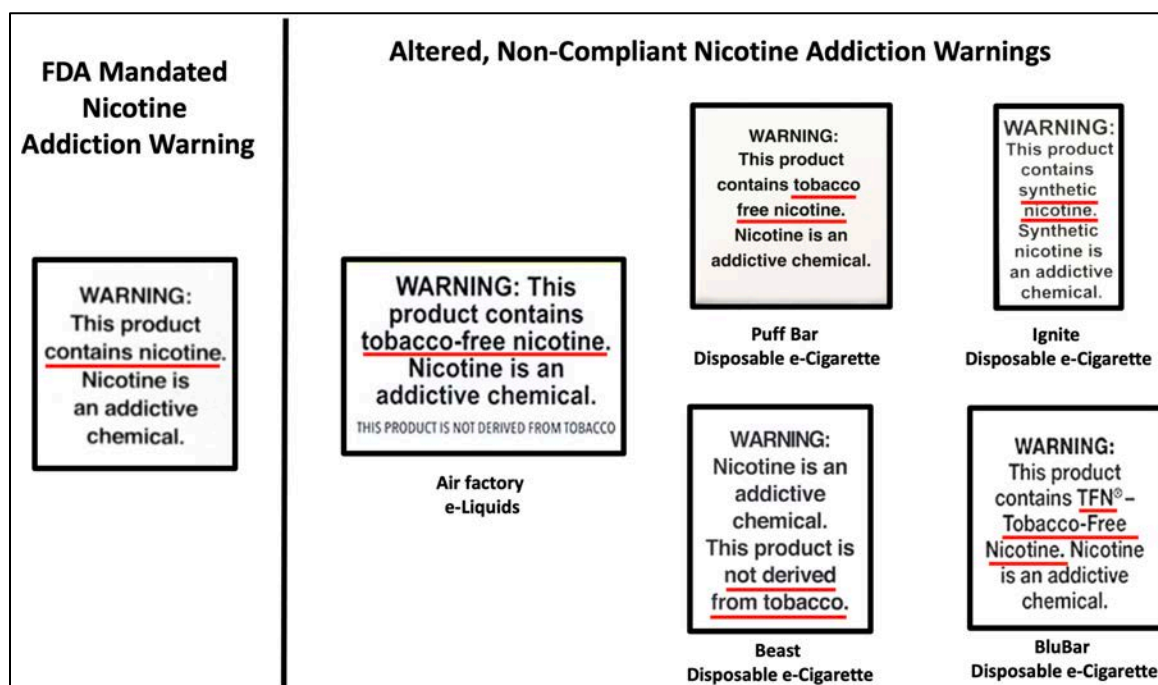 FDA Mandated
Nicotine
Addiction Warning
WARNING:
This product
contains nicotine.
Nicotine is
an addictive
chemical.
Altered, Non-Compliant Nicotine Addiction Warnings
WARNING: This
product contains
tobacco-free nicotine.
Nicotine is an
addictive chemical.
THIS PRODUCT IS NOT DERIVED FROM TOBACCO
Air factory
e-Liquids
WARNING:
This product
contains tobacco
free nicotine.
Nicotine is an
addictive chemical.
Puff Bar
Disposable e-Cigarette
WARNING:
This product
contains
synthetic
nicotine.
Synthetic
nicotine is
an addictive
chemical.
Ignite
Disposable e-Cigarette
WARNING:
Nicotine is an
addictive
chemical.
This product is
not derived
from tobacco.
Beast
Disposable e-Cigarette
WARNING:
This product
contains TFN® –
Tobacco-Free
Nicotine. Nicotine
is an addictive
chemical.
BluBar
Disposable e-Cigarette